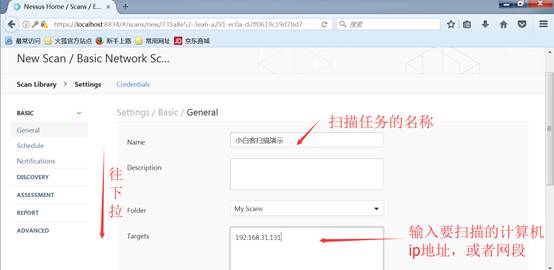 Nessus Home / Scans / E...
https://localhost:8834/#/scans/new/731a8e52-3ea6-a291-ec0a-d2ff0619c19d7bd7
最常访问 火狐官方站点 新手上路 常用网址 JD 京东商城
New Scan / Basic Network Sc...
Scan Library > Settings Credentials
BASIC
General
Schedule
Notifications
DISCOVERY
ASSESSMENT
REPORT
ADVANCED
往下拉
Settings / Basic / General
扫描任务的名称
Name 小白客扫描演示
Description
Folder My Scans
Targets 192.168.31.131
输入要扫描的计算机
ip地址，或者网段